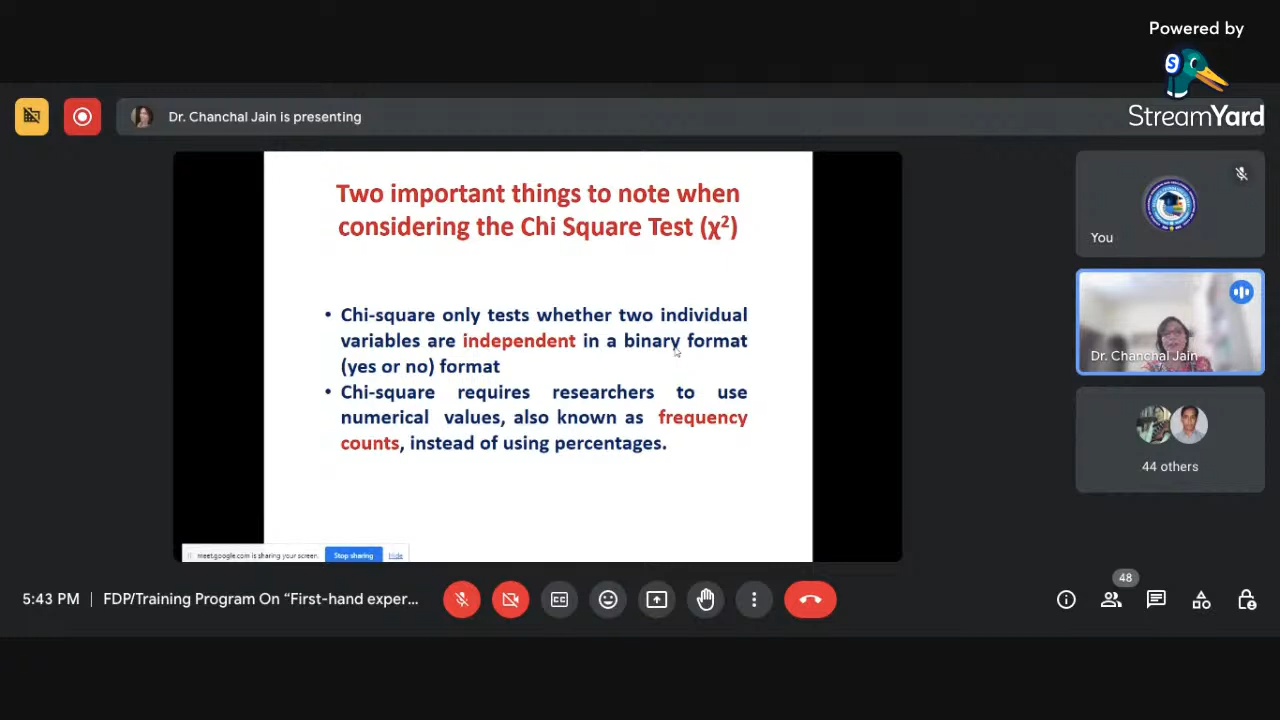 Powered by
StreamYard
Dr. Chanchal Jain is presenting
Two important things to note when
considering the Chi Square Test (χ²)
• Chi-square only tests whether two individual
variables are independent in a binary format
(yes or no) format
• Chi-square requires researchers to use
numerical values, also known as frequency
counts, instead of using percentages.
meet.google.com is sharing your screen.
Stop sharing
Hide
You
Dr. Chanchal Jain
44 others
5:43 PM | FDP/Training Program On “First-hand exper...
48